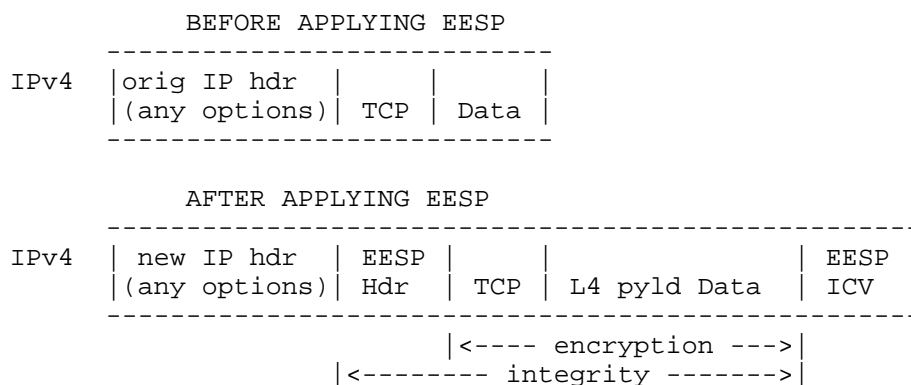 BEFORE APPLYING EESP
-----------------------------
IPv4 |orig IP hdr | | |
|(any options)| TCP | Data |
-----------------------------
AFTER APPLYING EESP
---------------------------------------------------
IPv4 | new IP hdr | EESP | | | EESP
|(any options)| Hdr | TCP | L4 pyld Data | ICV
---------------------------------------------------
|<---- encryption --->|
|<-------- integrity ------->|